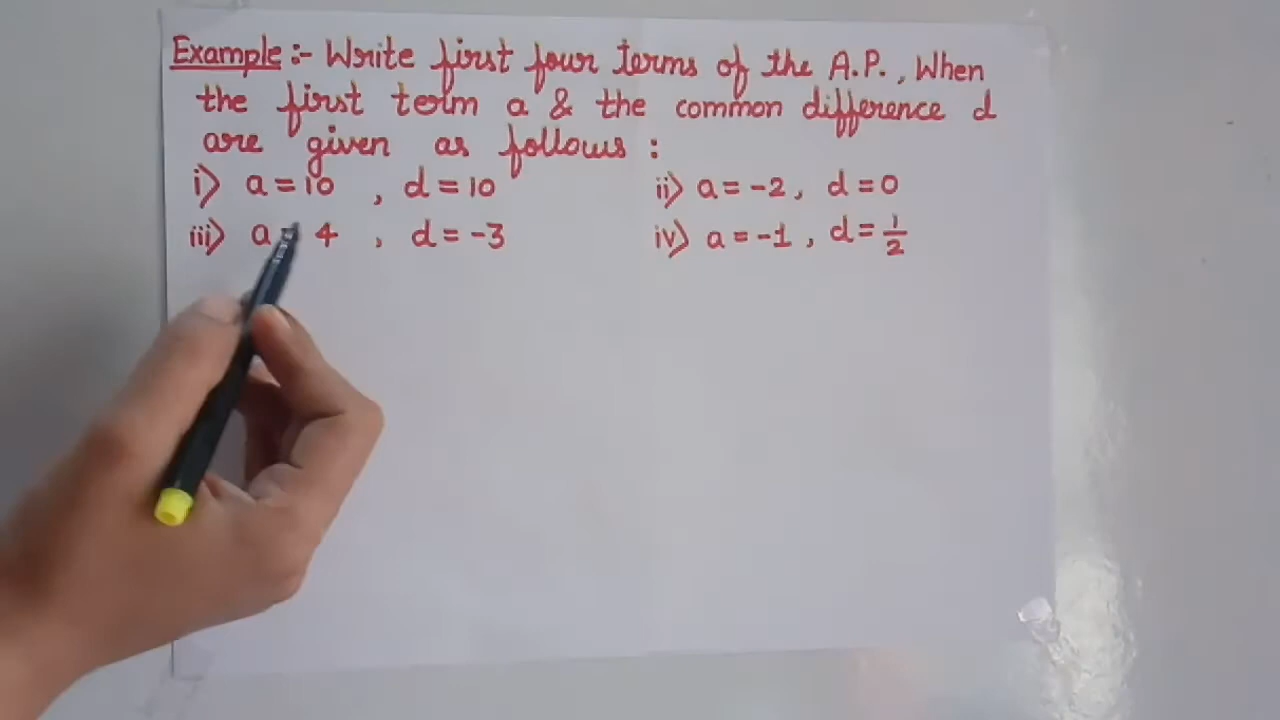 Example :- Write first four terms of the A.P., When
the first term a & the common difference d
are given as follows :
i) a = 10 , d = 10 ii) a = -2, d = 0
iii) a = 4 , d = -3 iv) a = -1 , d = 1/2